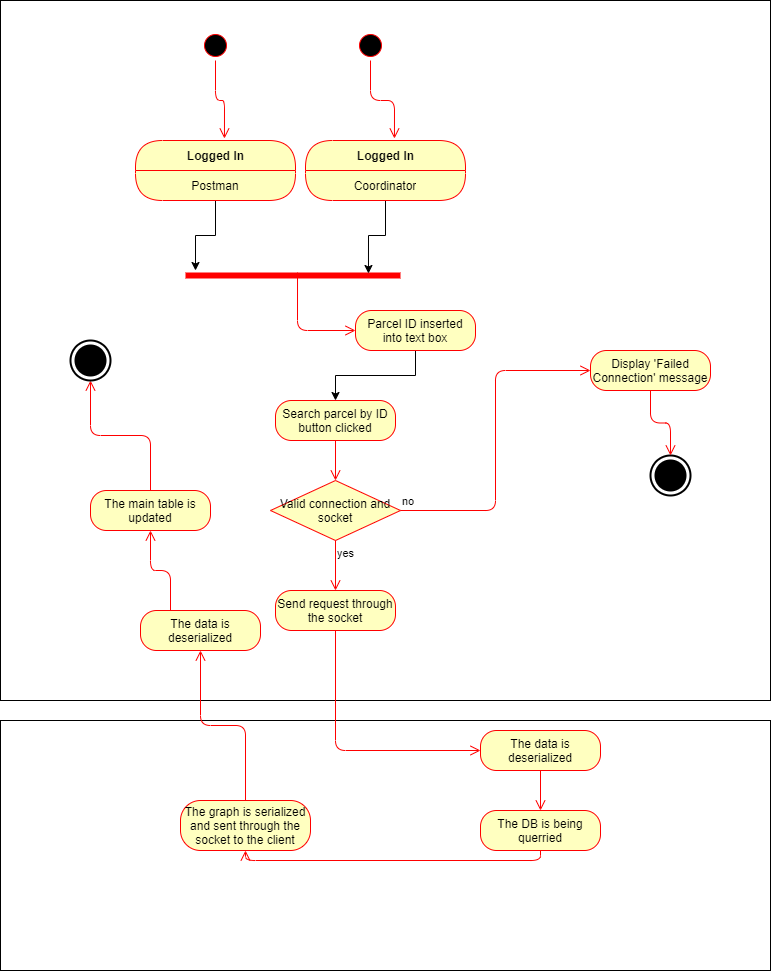 Logged In
Postman
Logged In
Coordinator
Parcel ID inserted
into text box
Display 'Failed
Connection' message
Search parcel by ID
button clicked
Valid connection and
socket
no
yes
The main table is
updated
Send request through
the socket
The data is
deserialized
The data is
deserialized
The graph is serialized
and sent through the
socket to the client
The DB is being
querried